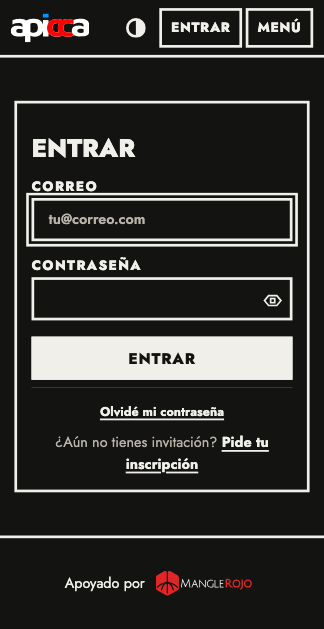 apicca
ENTRAR
MENÚ
ENTRAR
CORREO
tu@correo.com
CONTRASEÑA
ENTRAR
Olvidé mi contraseña
¿Aún no tienes invitación? Pide tu
inscripción
Apoyado por MANGLEROJO